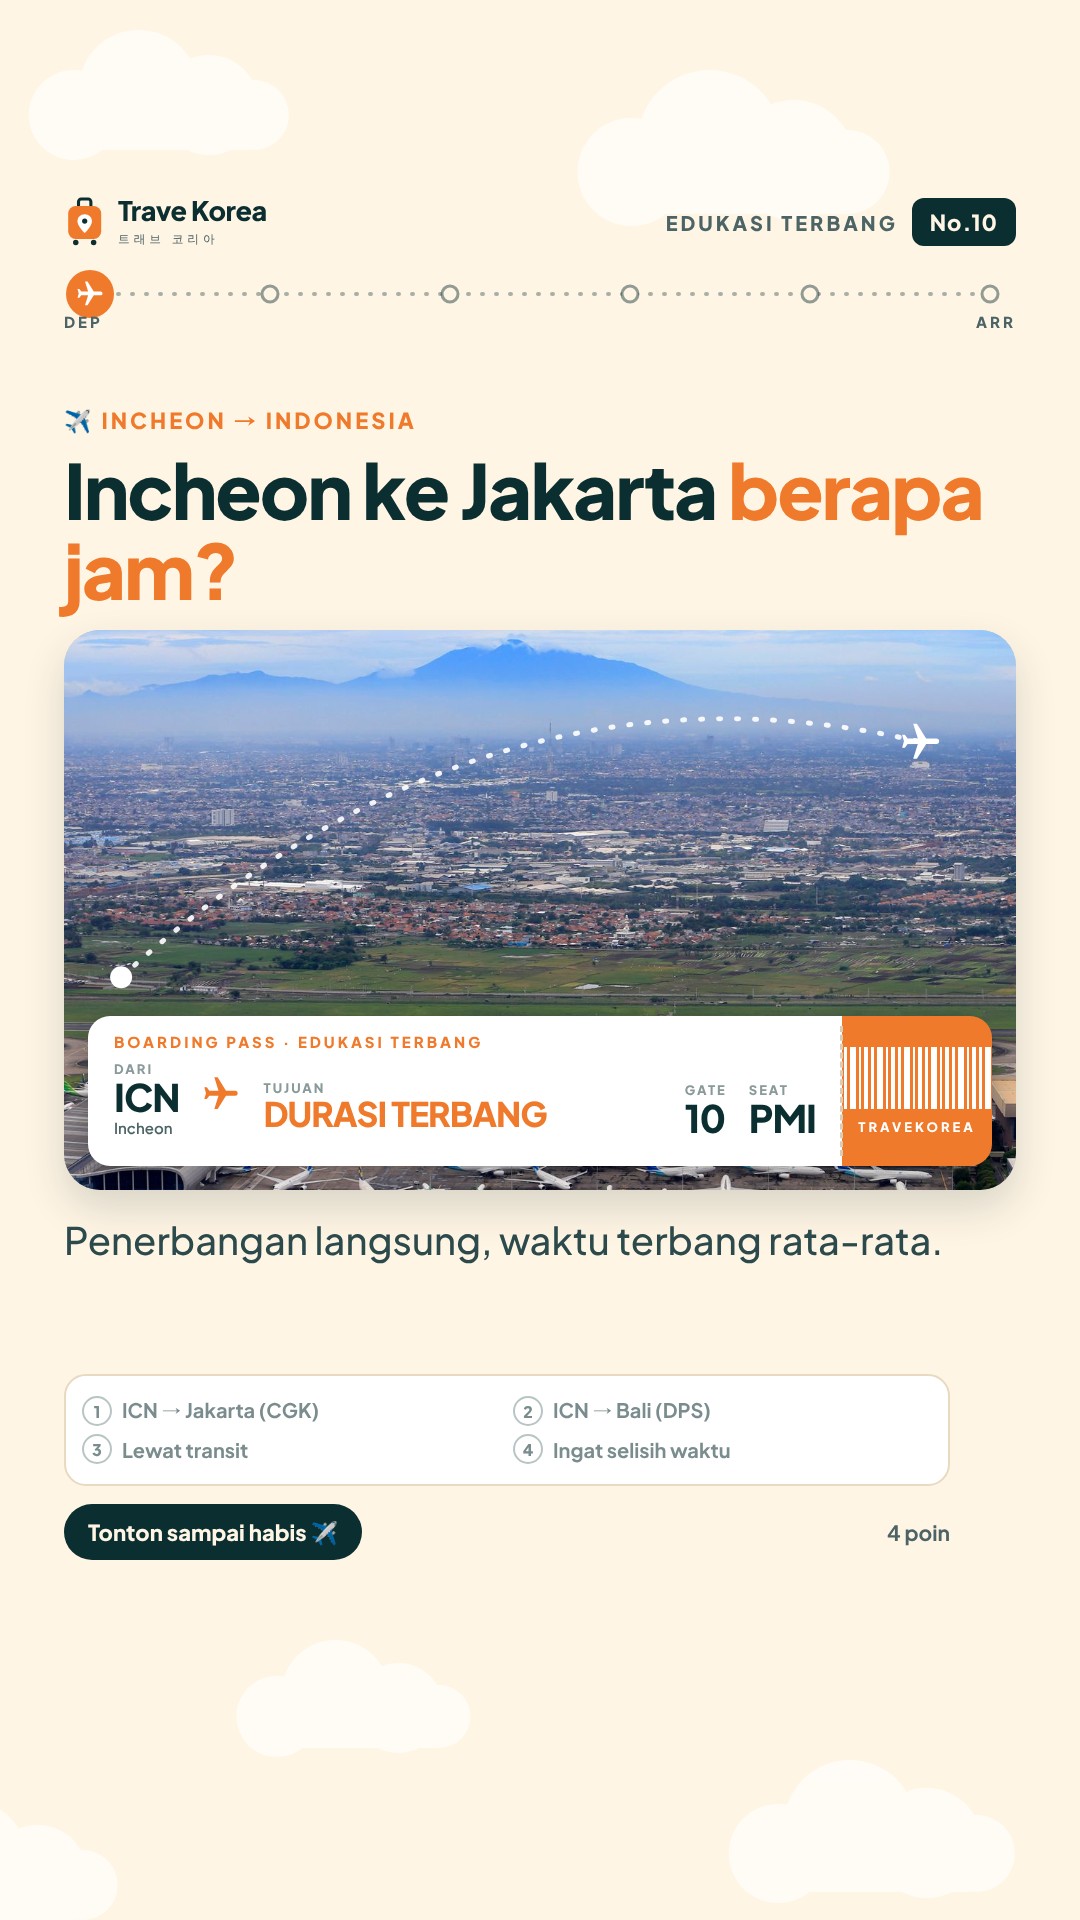 Trave Korea
트래브 코리아
EDUKASI TERBANG
No.10
DEP
ARR
✈️ INCHEON → INDONESIA
Incheon ke Jakarta berapa
jam?
BOARDING PASS · EDUKASI TERBANG
DARI
ICN
Incheon
TUJUAN
DURASI TERBANG
GATE
10
SEAT
PMI
TRAVEKOREA
Penerbangan langsung, waktu terbang rata-rata.
1 ICN → Jakarta (CGK)
2 ICN → Bali (DPS)
3 Lewat transit
4 Ingat selisih waktu
Tonton sampai habis ✈️
4 poin